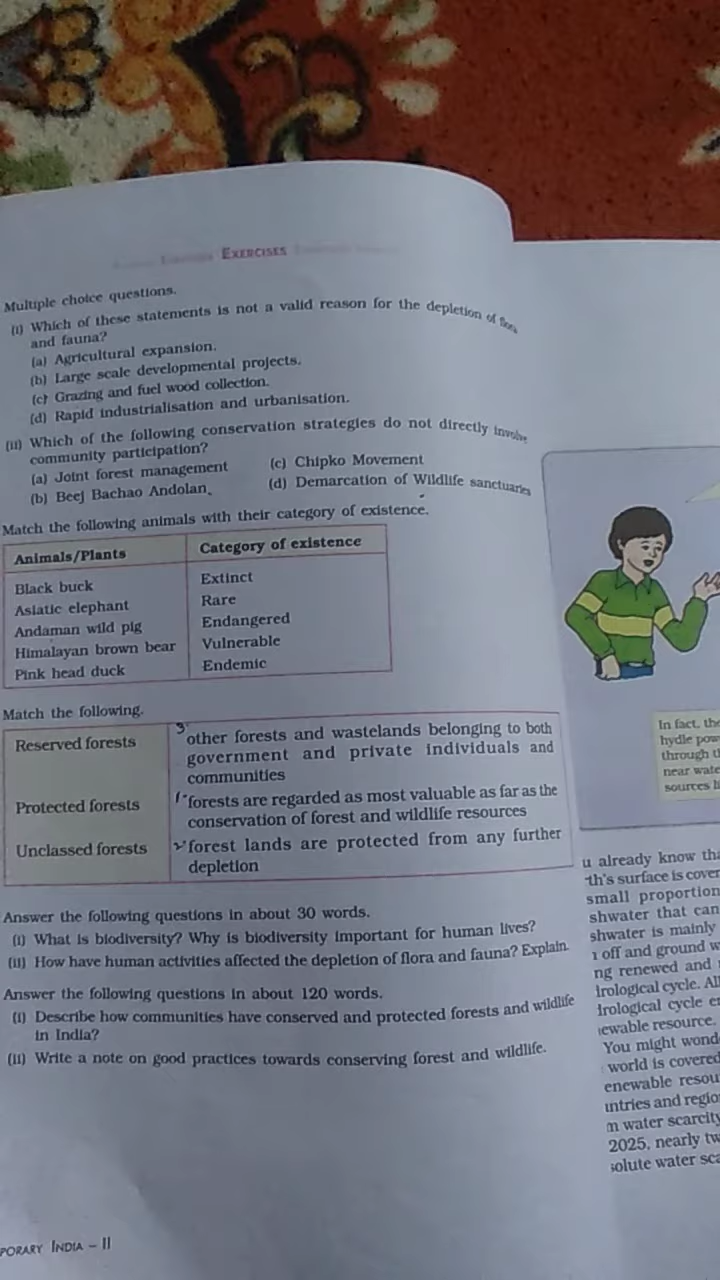 EXERCISES
Multiple choice questions.
(i) Which of these statements is not a valid reason for the depletion of flora
and fauna?
(a) Agricultural expansion.
(b) Large scale developmental projects.
(c) Grazing and fuel wood collection.
(d) Rapid industrialisation and urbanisation.
(ii) Which of the following conservation strategies do not directly involve
community participation?
(a) Joint forest management (c) Chipko Movement
(b) Beej Bachao Andolan (d) Demarcation of Wildlife sanctuaries
Match the following animals with their category of existence.
Animals/Plants Category of existence
Black buck Extinct
Asiatic elephant Rare
Andaman wild pig Endangered
Himalayan brown bear Vulnerable
Pink head duck Endemic
Match the following.
Reserved forests 3 other forests and wastelands belonging to both
government and private individuals and
communities
Protected forests 1 forests are regarded as most valuable as far as the
conservation of forest and wildlife resources
Unclassed forests 2 forest lands are protected from any further
depletion
Answer the following questions in about 30 words.
(i) What is biodiversity? Why is biodiversity important for human lives?
(ii) How have human activities affected the depletion of flora and fauna? Explain.
Answer the following questions in about 120 words.
(i) Describe how communities have conserved and protected forests and wildlife
in India?
(ii) Write a note on good practices towards conserving forest and wildlife.
PORARY INDIA – II
In fact, the
hydle pow
through t
near wate
sources li
u already know tha
th's surface is cover
small proportion
shwater that can
shwater is mainly
off and ground w
ng renewed and
drological cycle. All
drological cycle e
ewable resource.
You might wond
world is covered
enewable resou
untries and regio
m water scarcity
2025, nearly tw
solute water sca